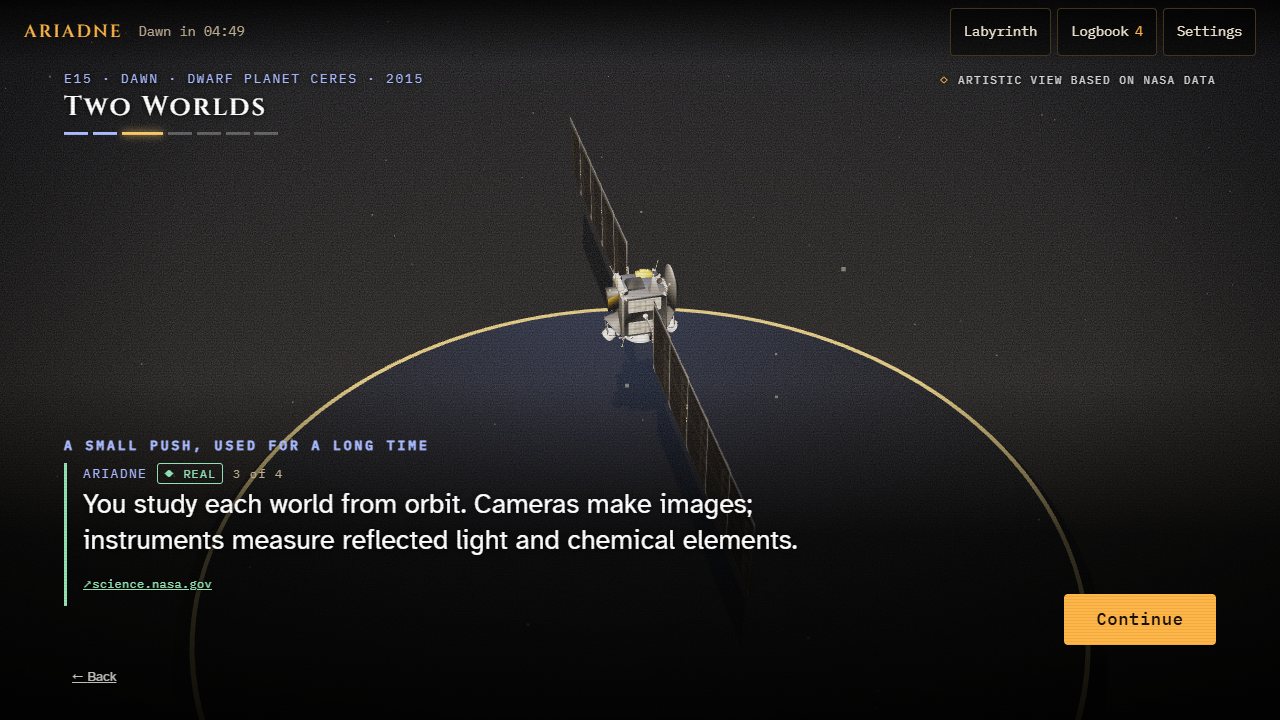 ARIADNE Dawn in 04:49
Labyrinth Logbook 4 Settings
E15 · DAWN · DWARF PLANET CERES · 2015
◇ ARTISTIC VIEW BASED ON NASA DATA
Two Worlds
A SMALL PUSH, USED FOR A LONG TIME
ARIADNE ◆ REAL 3 of 4
You study each world from orbit. Cameras make images;
instruments measure reflected light and chemical elements.
↗science.nasa.gov
Continue
← Back